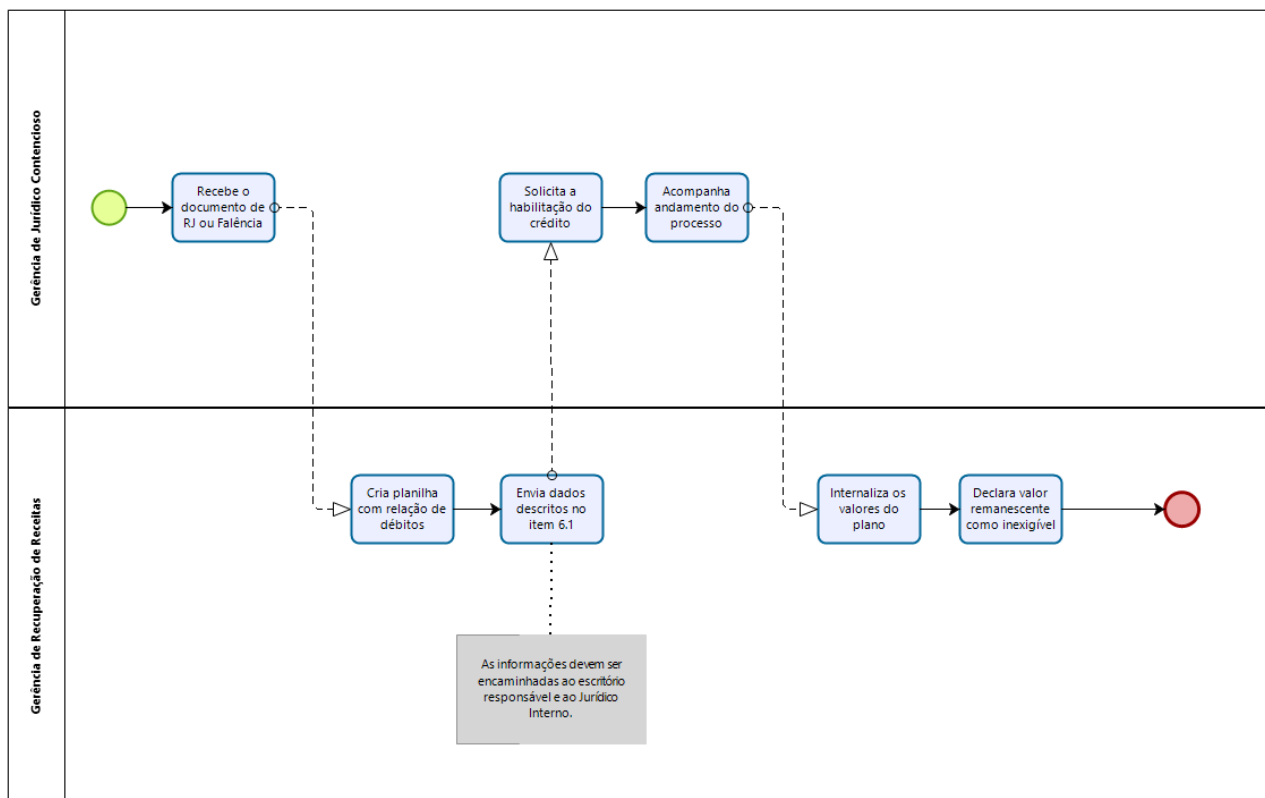 Gerência de Jurídico Contencioso
Recebe o
documento de
RJ ou Falência
Solicita a
habilitação do
crédito
Acompanha
andamento do
processo
Gerência de Recuperação de Receitas
Cria planilha
com relação de
débitos
Envia dados
descritos no
item 6.1
Internaliza os
valores do
plano
Declara valor
remanescente
como inexigível
As informações devem ser
encaminhadas ao escritório
responsável e ao Jurídico
Interno.